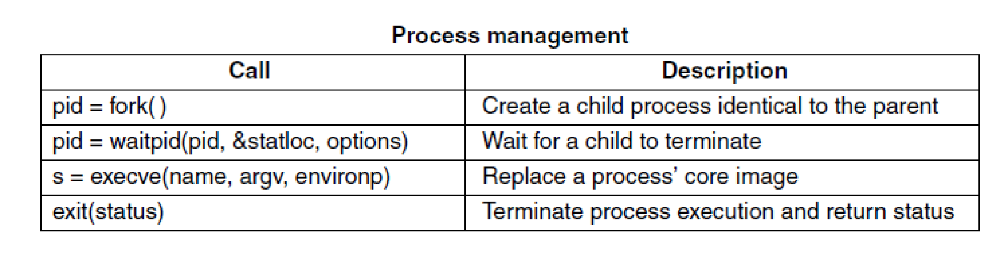 Process management
Call Description
pid = fork( ) Create a child process identical to the parent
pid = waitpid(pid, &statloc, options) Wait for a child to terminate
s = execve(name, argv, environp) Replace a process’ core image
exit(status) Terminate process execution and return status